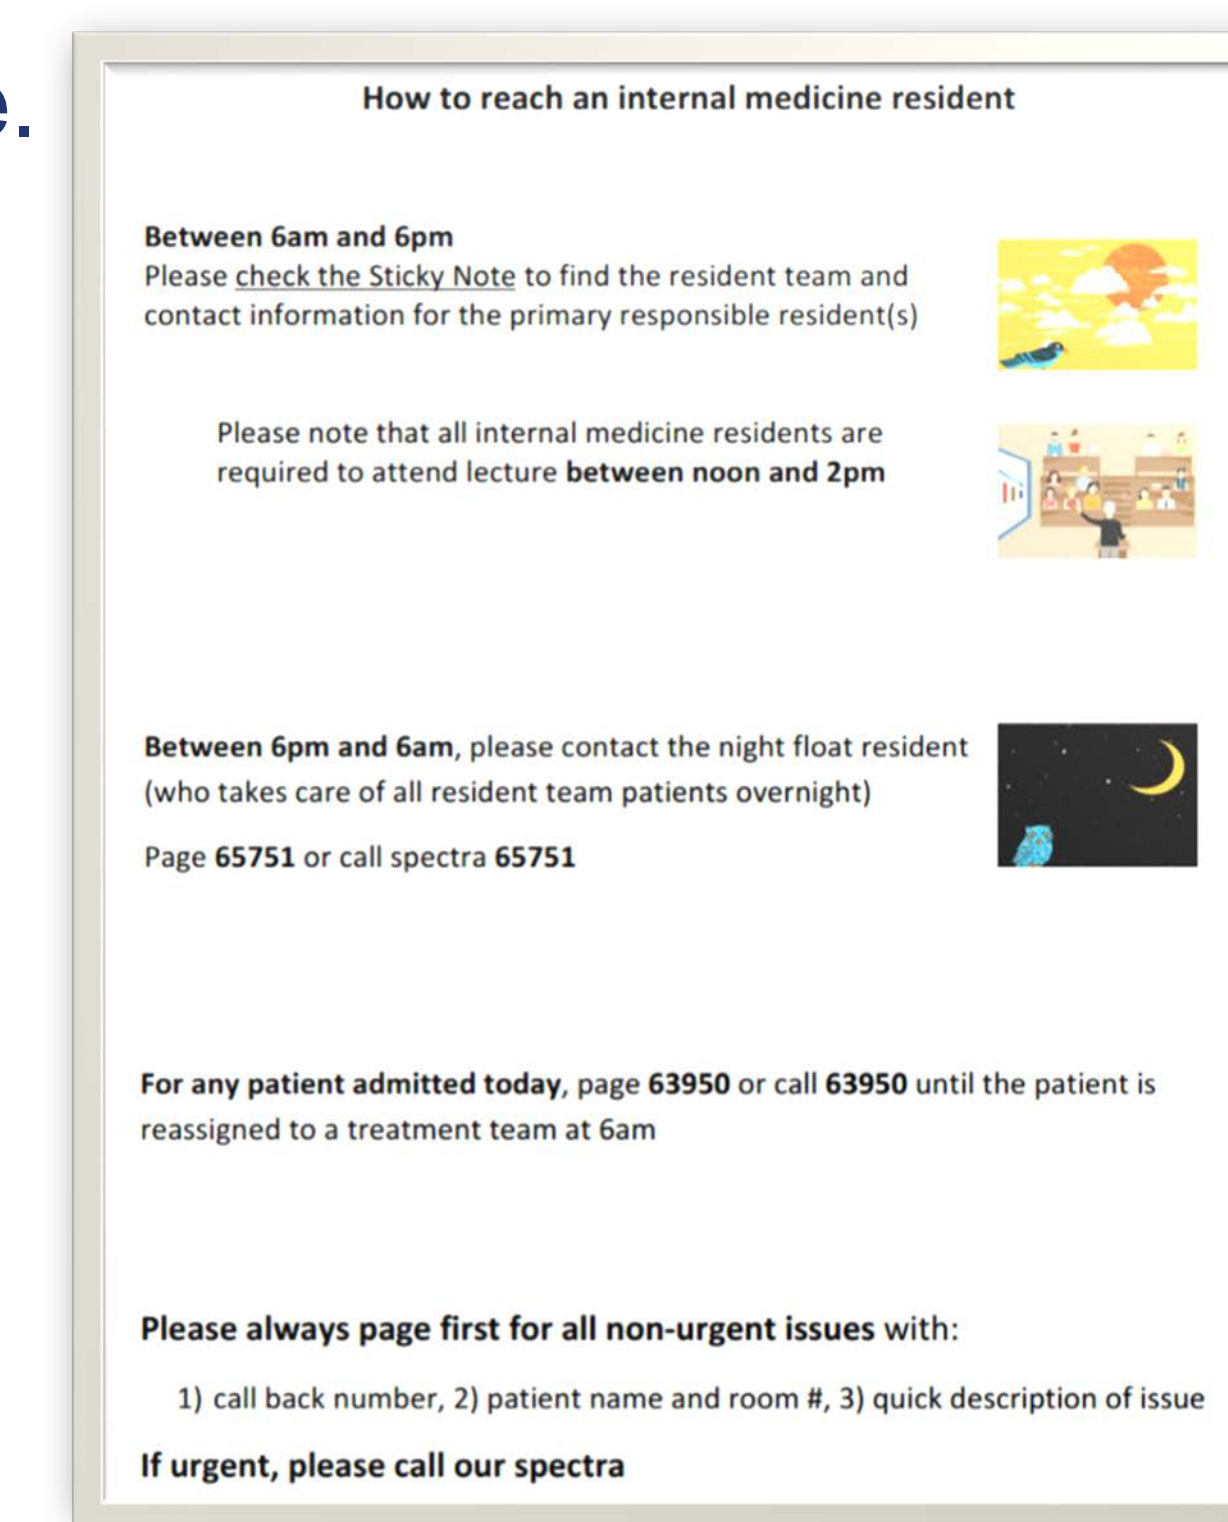 How to reach an internal medicine resident
Between 6am and 6pm
Please check the Sticky Note to find the resident team and
contact information for the primary responsible resident(s)
Please note that all internal medicine residents are
required to attend lecture between noon and 2pm
Between 6pm and 6am, please contact the night float resident
(who takes care of all resident team patients overnight)
Page 65751 or call spectra 65751
For any patient admitted today, page 63950 or call 63950 until the patient is
reassigned to a treatment team at 6am
Please always page first for all non-urgent issues with:
1) call back number, 2) patient name and room #, 3) quick description of issue
If urgent, please call our spectra